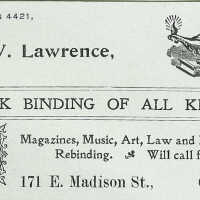 4421,
V. Lawrence,
K BINDING OF ALL K
Magazines, Music, Art, Law and
Rebinding. Will call f
171 E. Madison St.,